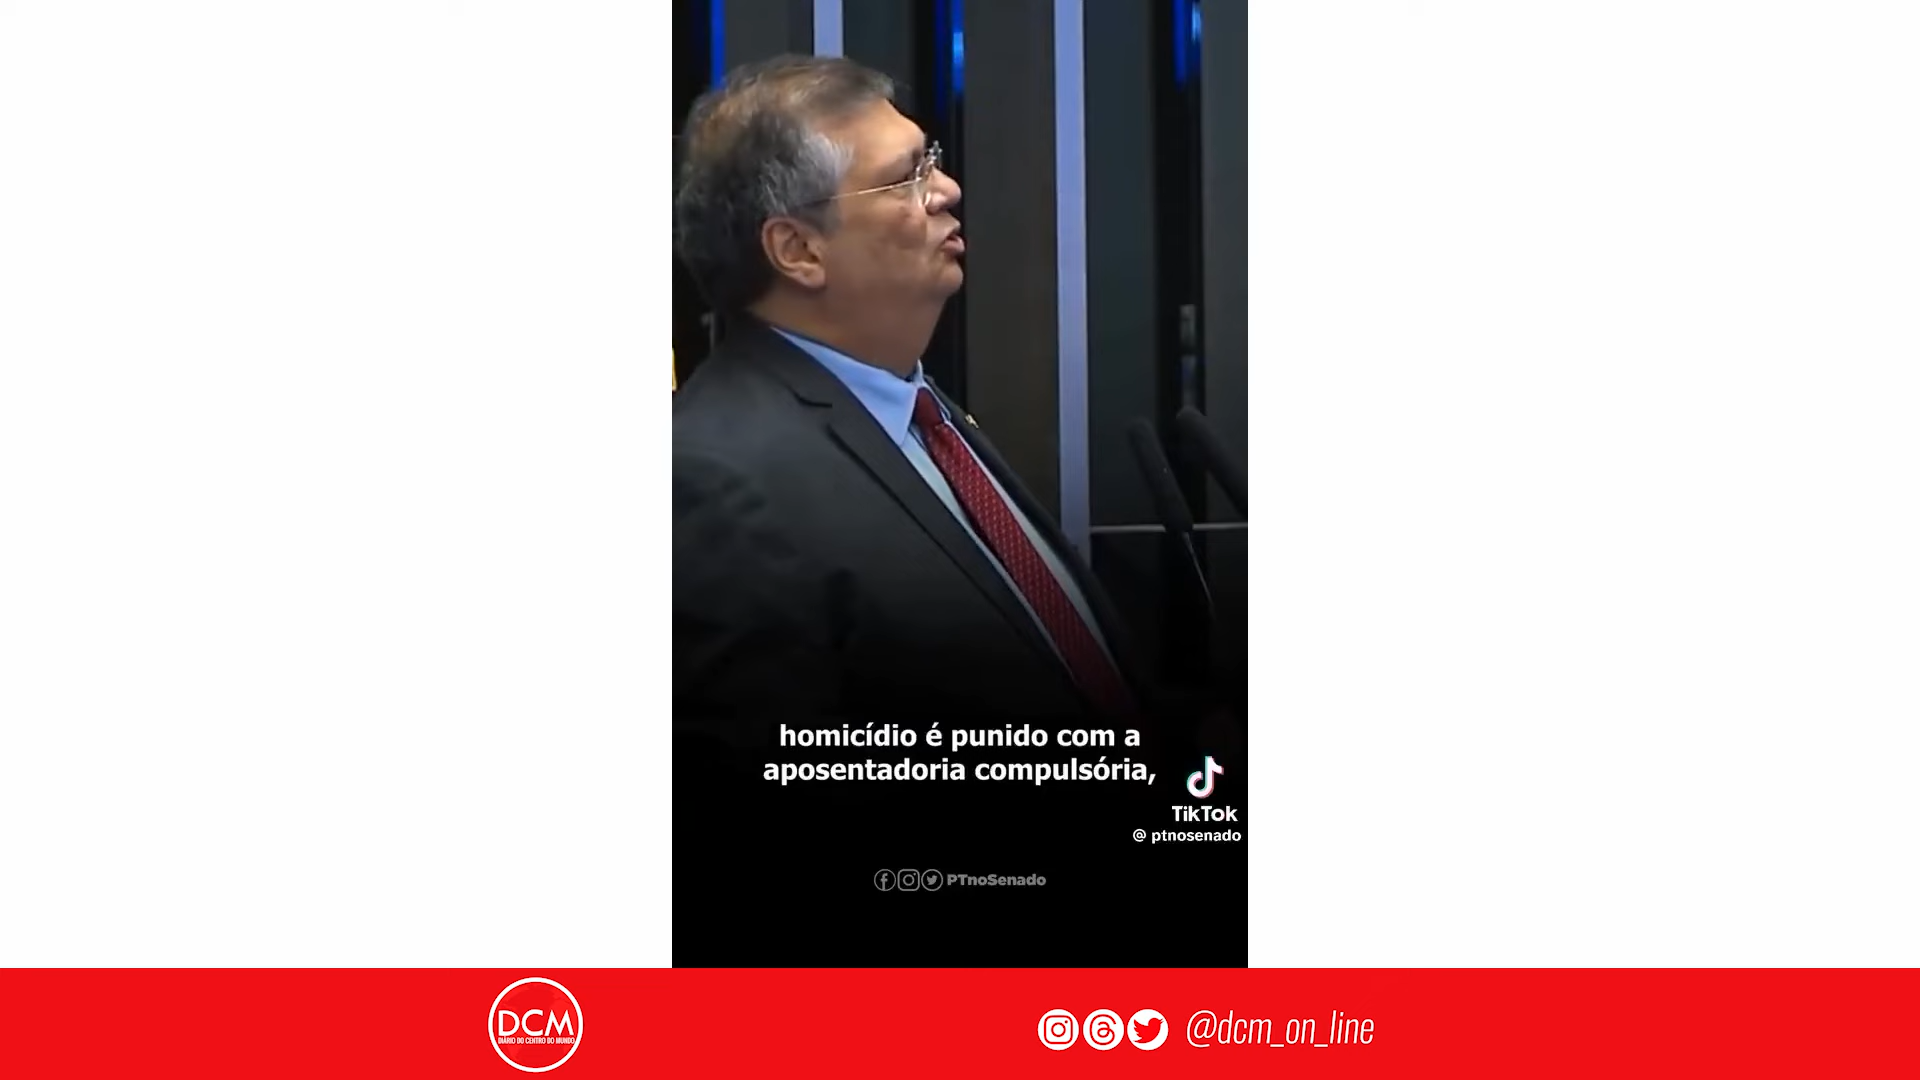 homicídio é punido com a
aposentadoria compulsória,
TikTok
@ ptnosenado
PTnoSenado
DCM
DIÁRIO DO CENTRO DO MUNDO
@dcm_on_line